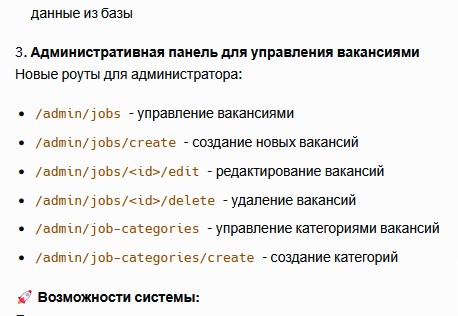 данные из базы
3. Административная панель для управления вакансиями
Новые роуты для администратора:
• /admin/jobs - управление вакансиями
• /admin/jobs/create - создание новых вакансий
• /admin/jobs/<id>/edit - редактирование вакансий
• /admin/jobs/<id>/delete - удаление вакансий
• /admin/job-categories - управление категориями вакансий
• /admin/job-categories/create - создание категорий
🚀 Возможности системы: